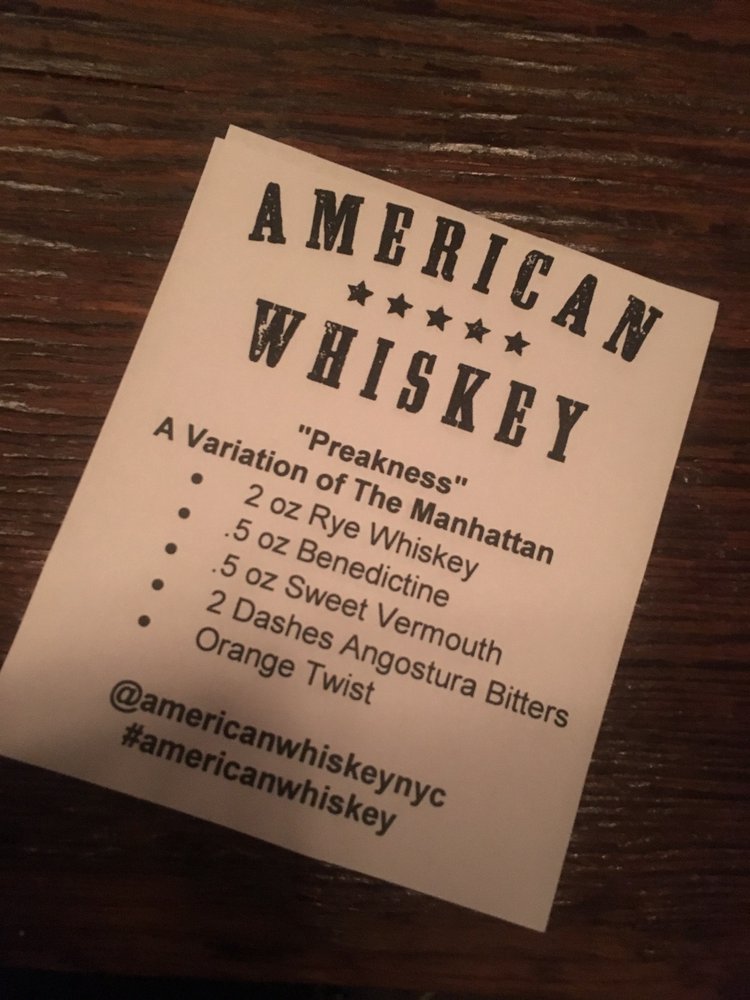 AMERICAN
★★★★★
WHISKEY
"Preakness"
A Variation of The Manhattan
• 2 oz Rye Whiskey
• .5 oz Benedictine
• .5 oz Sweet Vermouth
• 2 Dashes Angostura Bitters
• Orange Twist
@americanwhiskeynyc
#americanwhiskey